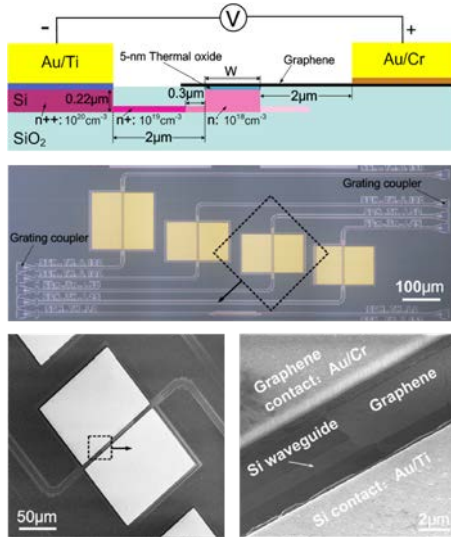 V
-
+
Au/Ti
5-nm Thermal oxide
W
Graphene
Au/Cr
Si
0.22μm
0.3μm
2μm
n++: 10²⁰cm⁻³
n+: 10¹⁹cm⁻³
n: 10¹⁸cm⁻³
SiO₂
2μm
Grating coupler
Grating coupler
100μm
Graphene
contact: Au/Cr
Graphene
Si waveguide
Si contact: Au/Ti
50μm
2μm